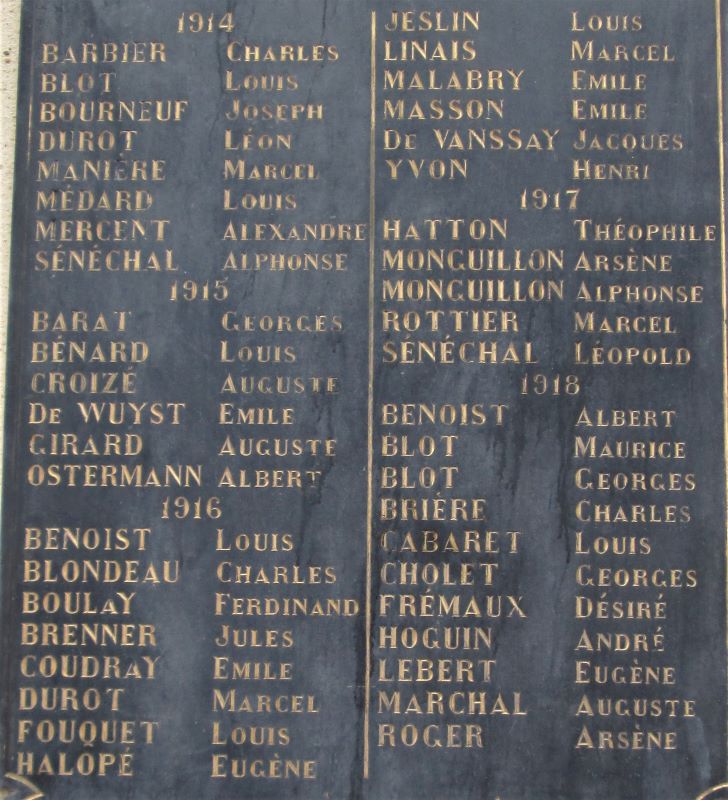 1914
BARBIER CHARLES
BLOT LOUIS
BOURNEUF JOSEPH
DUROT LÉON
MANIÈRE MARCEL
MÉDARD LOUIS
MERCENT ALEXANDRE
SÉNÉCHAL ALPHONSE
1915
BARAT GEORGES
BÉNARD LOUIS
CROIZÉ AUGUSTE
De WUYST EMILE
GIRARD AUGUSTE
OSTERMANN ALBERT
1916
BENOIST LOUIS
BLONDEAU CHARLES
BOULAY FERDINAND
BRENNER JULES
COUDRAY EMILE
DUROT MARCEL
FOUQUET LOUIS
HALOPÉ EUGÈNE
JESLIN LOUIS
LINAIS MARCEL
MALABRY EMILE
MASSON EMILE
De VANSSAY JACQUES
YVON HENRI
1917
HATTON THÉOPHILE
MONGUILLON ARSÈNE
MONGUILLON ALPHONSE
ROTTIER MARCEL
SÉNÉCHAL LÉOPOLD
1918
BENOIST ALBERT
BLOT MAURICE
BLOT GEORGES
BRIÈRE CHARLES
CABARET LOUIS
CHOLET GEORGES
FRÉMAUX DÉSIRÉ
HOGUIN ANDRÉ
LEBERT EUGÈNE
MARCHAL AUGUSTE
ROGER ARSÈNE